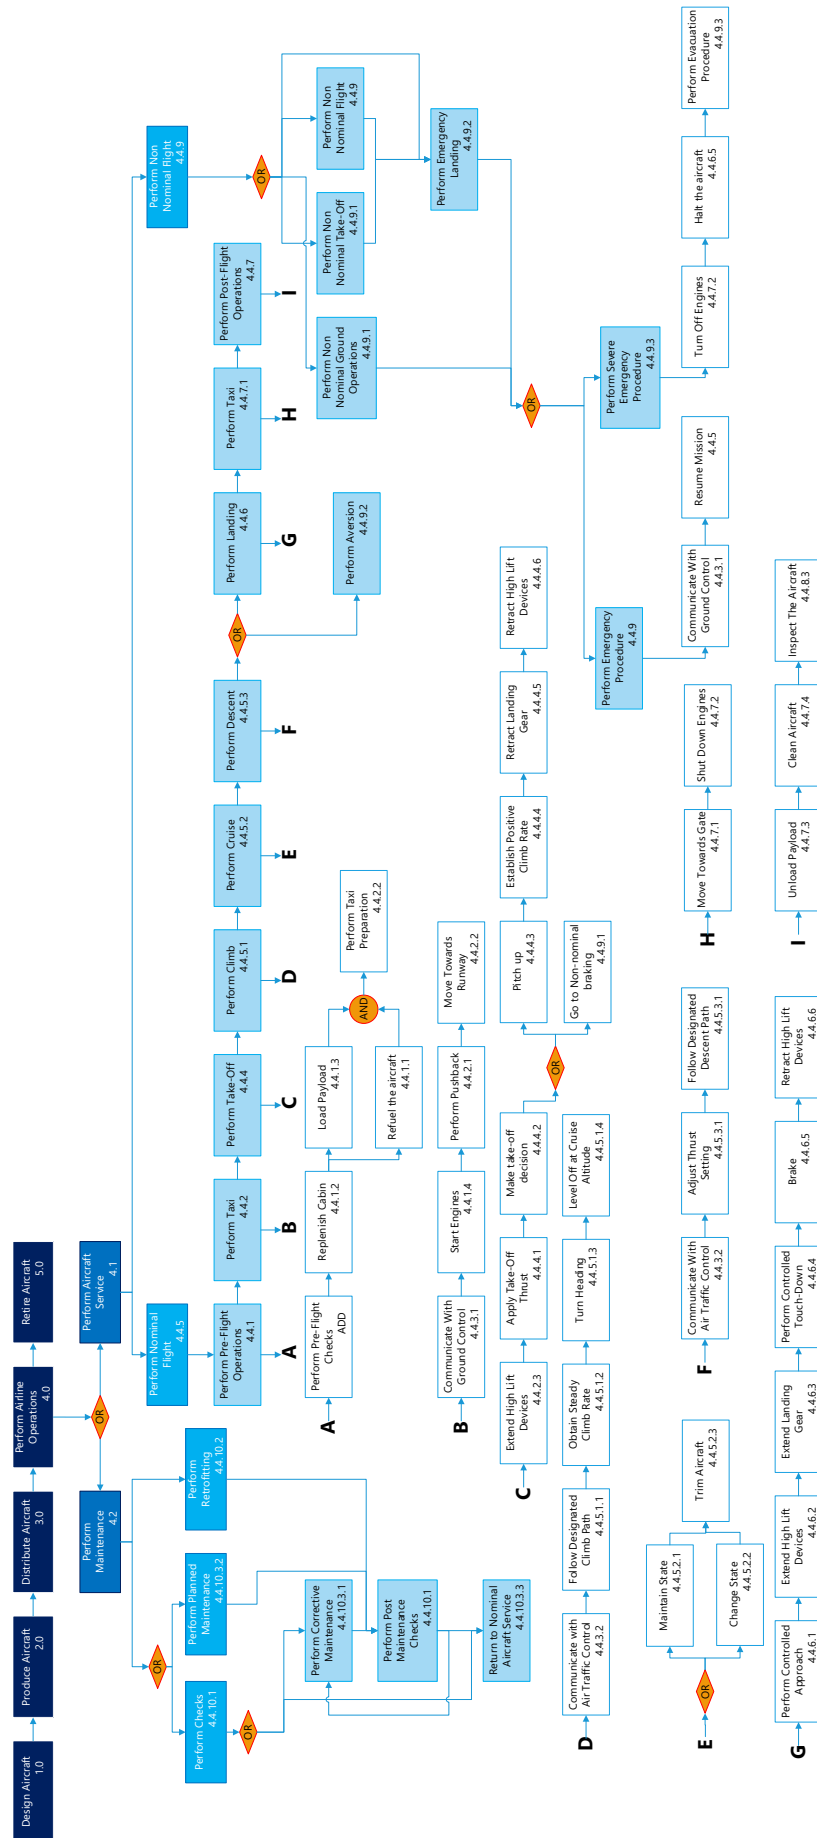 Design Aircraft
1.0
Produce Aircraft
2.0
Distribute Aircraft
3.0
Perform Airline
Operations
4.0
Retire Aircraft
5.0
OR
Perform
Maintenance
4.2
Perform Aircraft
Service
4.1
OR
Perform Checks
4.4.10.1
Perform Planned
Maintenance
4.4.10.3.2
Perform
Retrofitting
4.4.10.2
OR
Perform Corrective
Maintenance
4.4.10.3.1
Perform Post
Maintenance
Checks
4.4.10.1
Return to Nominal
Aircraft Service
4.4.10.3.3
Perform Nominal
Flight
4.4.5
Perform Non
Nominal Flight
4.4.9
Perform Pre-Flight
Operations
4.4.1
Perform Taxi
4.4.2
Perform Take-Off
4.4.4
Perform Climb
4.4.5.1
Perform Cruise
4.4.5.2
Perform Descent
4.4.5.3
OR
Perform Landing
4.4.6
Perform Taxi
4.4.7.1
Perform Post-Flight
Operations
4.4.7
A
B
C
D
E
F
G
H
I
Perform Aversion
4.4.9.2
OR
Perform Non
Nominal Ground
Operations
4.4.9.1
Perform Non
Nominal Take-Off
4.4.9.1
Perform Non
Nominal Flight
4.4.9
Perform Emergency
Landing
4.4.9.2
OR
Perform Emergency
Procedure
4.4.9
Perform Severe
Emergency
Procedure
4.4.9.3
Communicate With
Ground Control
4.4.3.1
Resume Mission
4.4.5
Turn Off Engines
4.4.7.2
Halt the aircraft
4.4.6.5
Perform Evacuation
Procedure
4.4.9.3
A
Perform Pre-Flight
Checks
ADD
Replenish Cabin
4.4.1.2
Load Payload
4.4.1.3
Refuel the aircraft
4.4.1.1
AND
Perform Taxi
Preparation
4.4.2.2
B
Communicate With
Ground Control
4.4.3.1
Start Engines
4.4.1.4
Perform Pushback
4.4.2.1
Move Towards
Runway
4.4.2.2
C
Extend High Lift
Devices
4.4.2.3
Apply Take-Off
Thrust
4.4.4.1
Make take-off
decision
4.4.4.2
OR
Pitch up
4.4.4.3
Go to Non-nominal
braking
4.4.9.1
Establish Positive
Climb Rate
4.4.4.4
Retract Landing
Gear
4.4.4.5
Retract High Lift
Devices
4.4.4.6
D
Communicate with
Air Traffic Control
4.4.3.2
Follow Designated
Climb Path
4.4.5.1.1
Obtain Steady
Climb Rate
4.4.5.1.2
Turn Heading
4.4.5.1.3
Level Off at Cruise
Altitude
4.4.5.1.4
E
OR
Maintain State
4.4.5.2.1
Change State
4.4.5.2.2
Trim Aircraft
4.4.5.2.3
F
Communicate With
Air Traffic Control
4.4.3.2
Adjust Thrust
Setting
4.4.5.3.1
Follow Designated
Descent Path
4.4.5.3.1
H
Move Towards Gate
4.4.7.1
Shut Down Engines
4.4.7.2
G
Perform Controlled
Approach
4.4.6.1
Extend High Lift
Devices
4.4.6.2
Extend Landing
Gear
4.4.6.3
Perform Controlled
Touch-Down
4.4.6.4
Brake
4.4.6.5
Retract High Lift
Devices
4.4.6.6
I
Unload Payload
4.4.7.3
Clean Aircraft
4.4.7.4
Inspect The Aircraft
4.4.8.3